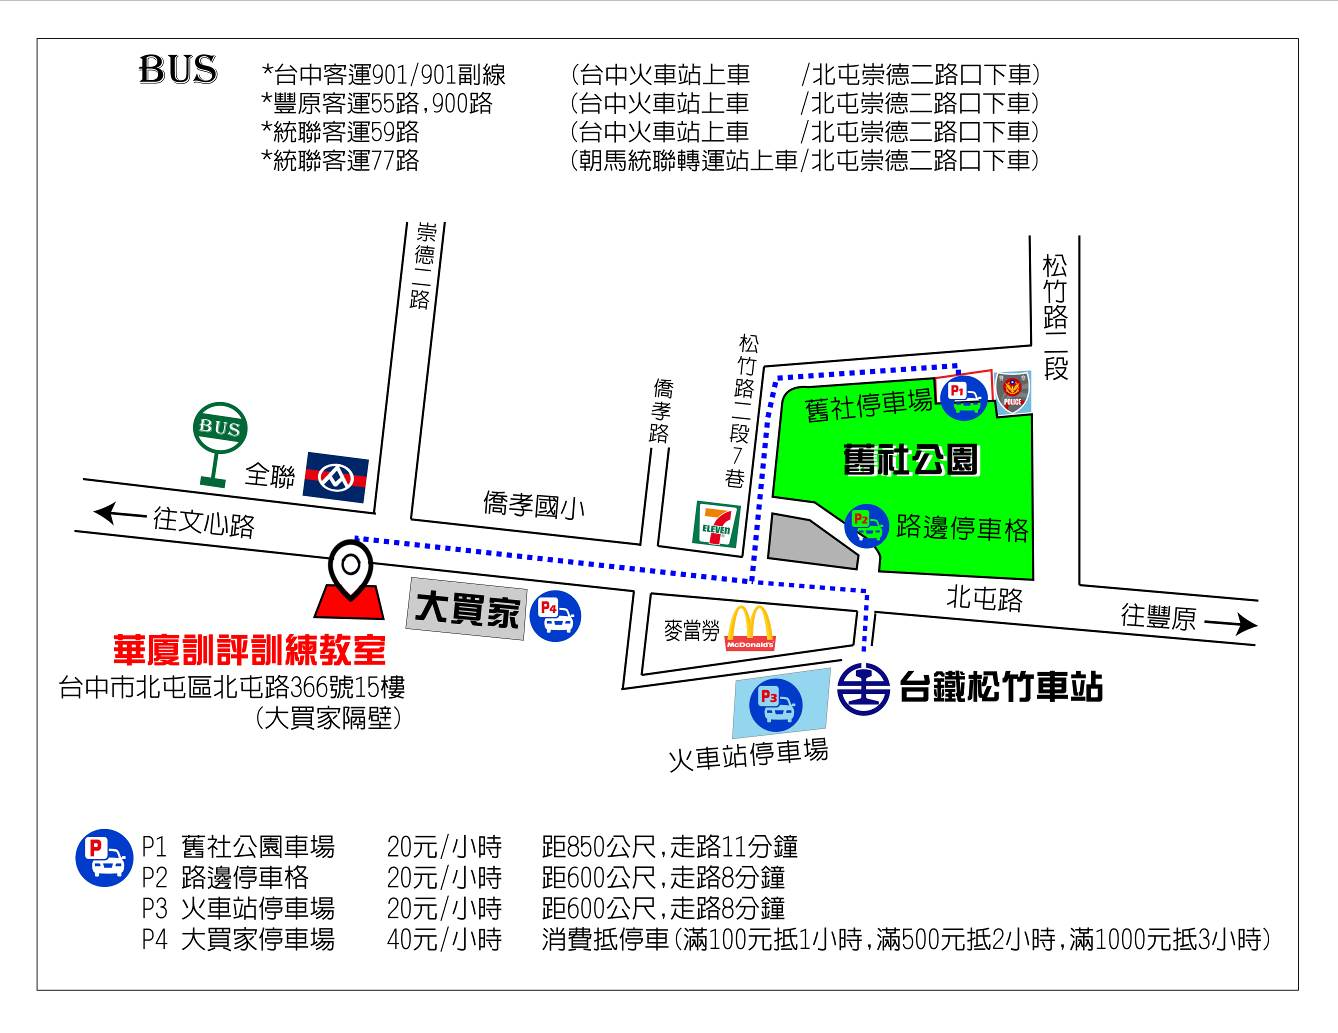 BUS
*台中客運901/901副線 (台中火車站上車 /北屯崇德二路口下車)
*豐原客運55路,900路 (台中火車站上車 /北屯崇德二路口下車)
*統聯客運59路 (台中火車站上車 /北屯崇德二路口下車)
*統聯客運77路 (朝馬統聯轉運站上車/北屯崇德二路口下車)
崇德二路
松竹路二段
松竹路二段7巷
僑孝路
舊社停車場
P1
POLICE
舊社公園
BUS
全聯
僑孝國小
7
ELEVEN
P2
路邊停車格
往文心路
北屯路
往豐原
大買家
P4
麥當勞
McDonald's
華廈訓評訓練教室
台中市北屯區北屯路366號15樓
(大買家隔壁)
P3
台鐵松竹車站
火車站停車場
P
P1 舊社公園車場 20元/小時 距850公尺,走路11分鐘
P2 路邊停車格 20元/小時 距600公尺,走路8分鐘
P3 火車站停車場 20元/小時 距600公尺,走路8分鐘
P4 大買家停車場 40元/小時 消費抵停車(滿100元抵1小時,滿500元抵2小時,滿1000元抵3小時)